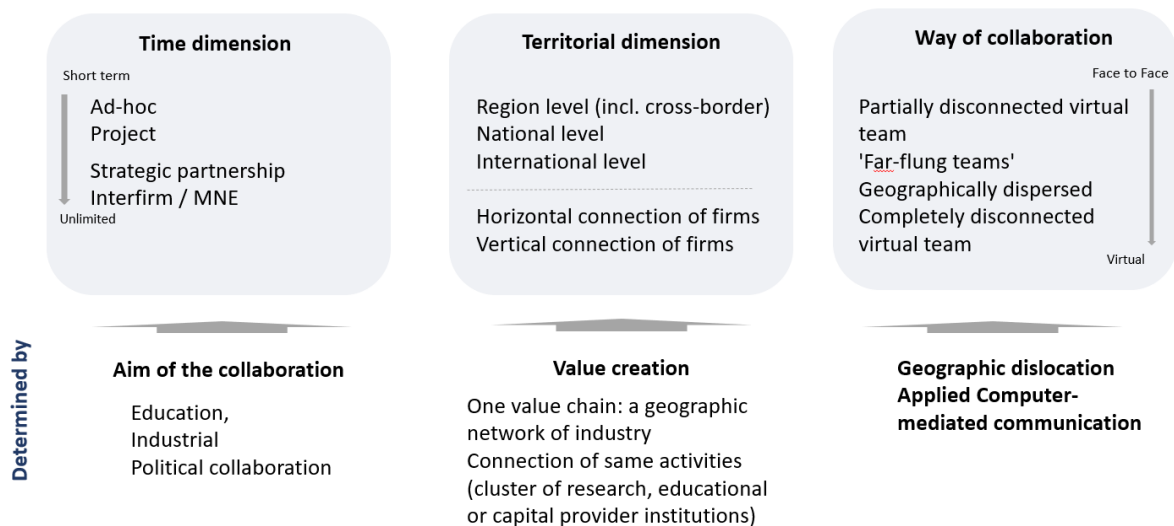 Time dimension
Short term
Ad-hoc
Project
Strategic partnership
Interfirm / MNE
Unlimited
Territorial dimension
Region level (incl. cross-border)
National level
International level
Horizontal connection of firms
Vertical connection of firms
Way of collaboration
Face to Face
Partially disconnected virtual
team
'Far-flung teams'
Geographically dispersed
Completely disconnected
virtual team
Virtual
Determined by
Aim of the collaboration
Education,
Industrial
Political collaboration
Value creation
One value chain: a geographic
network of industry
Connection of same activities
(cluster of research, educational
or capital provider institutions)
Geographic dislocation
Applied Computer-
mediated communication